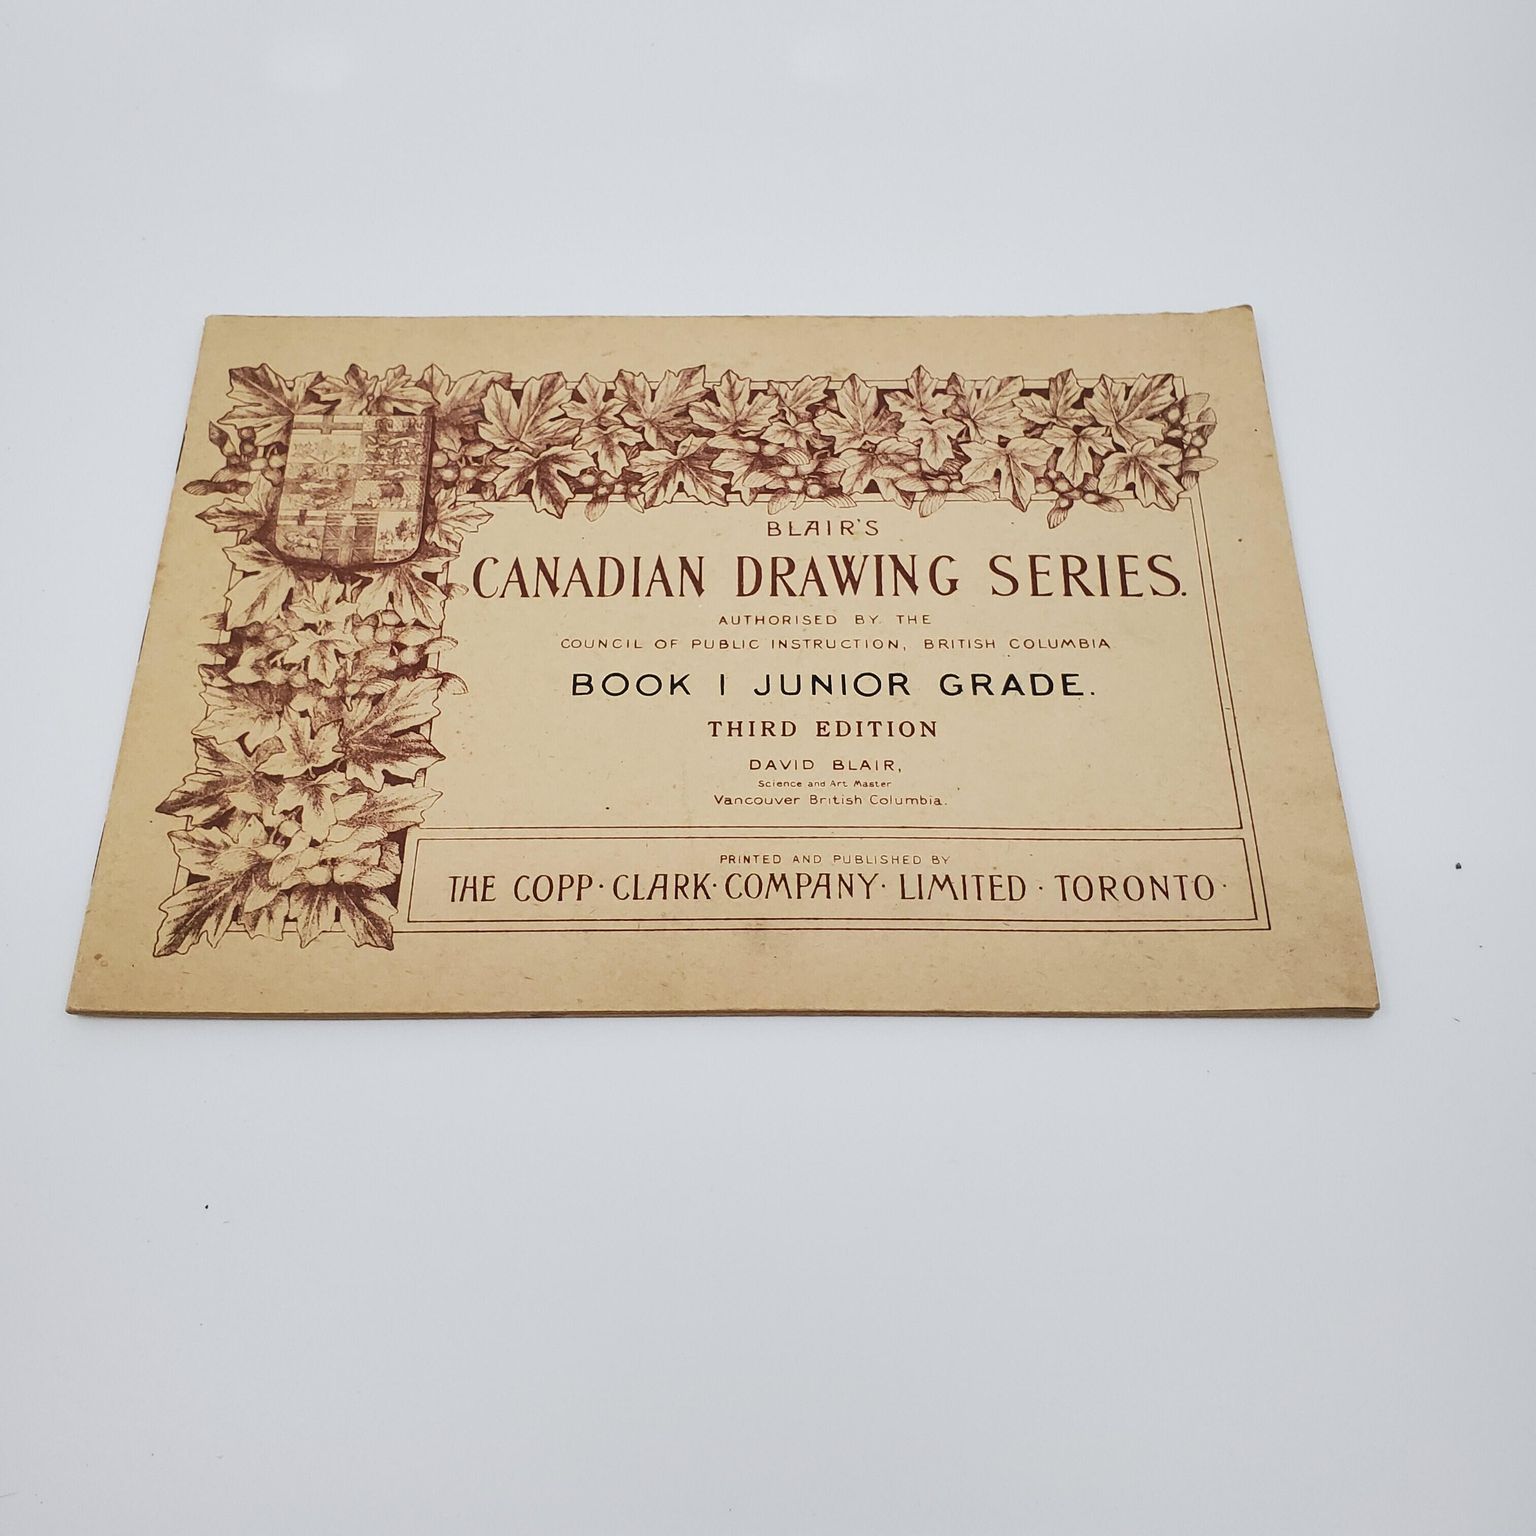 BLAIR'S
CANADIAN DRAWING SERIES.
AUTHORISED BY THE
COUNCIL OF PUBLIC INSTRUCTION, BRITISH COLUMBIA
BOOK I JUNIOR GRADE.
THIRD EDITION
DAVID BLAIR,
Science and Art Master
Vancouver British Columbia.
PRINTED AND PUBLISHED BY
THE COPP · CLARK · COMPANY · LIMITED · TORONTO ·